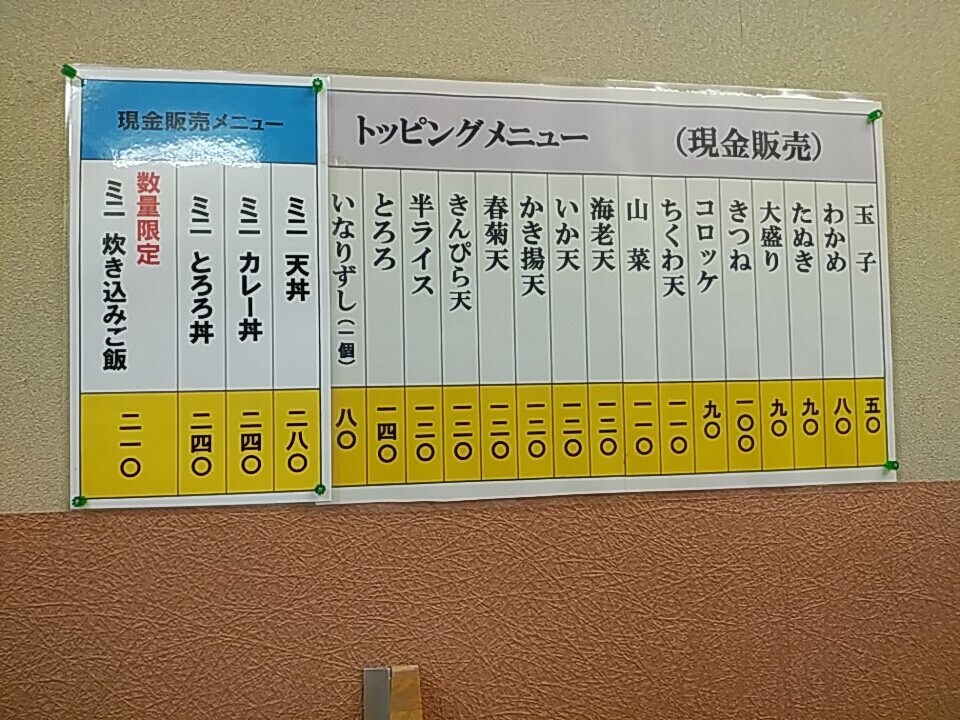 トッピングメニュー (現金販売)
玉子 五〇
わかめ 八〇
たぬき 九〇
大盛り 九〇
きつね 一〇〇
コロッケ 九〇
ちくわ天 一一〇
山菜 一一〇
海老天 一二〇
いか天 一二〇
かき揚天 一二〇
春菊天 一二〇
きんぴら天 一二〇
半ライス 一二〇
とろろ 一四〇
いなりずし(二個) 八〇
現金販売メニュー
ミニ 天丼 二八〇
ミニ カレー丼 二四〇
ミニ とろろ丼 二四〇
数量限定
ミニ 炊き込みご飯 二一〇